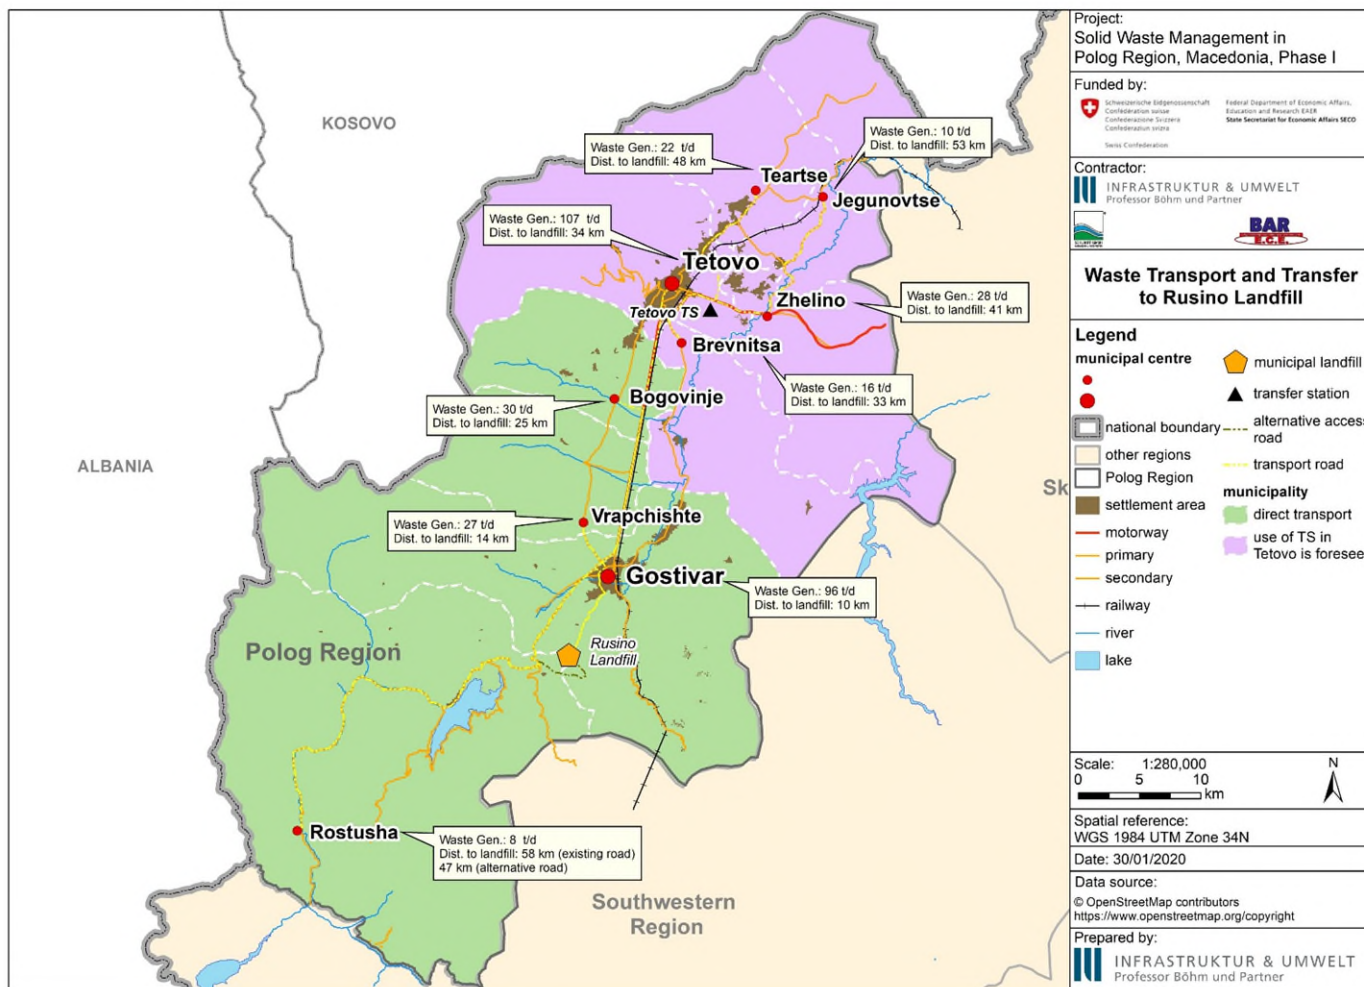 KOSOVO
ALBANIA
Waste Gen.: 22 t/d
Dist. to landfill: 48 km
Waste Gen.: 10 t/d
Dist. to landfill: 53 km
Teartse
Jegunovtse
Waste Gen.: 107 t/d
Dist. to landfill: 34 km
Tetovo
Tetovo TS
Zhelino
Waste Gen.: 28 t/d
Dist. to landfill: 41 km
Brevnitsa
Waste Gen.: 16 t/d
Dist. to landfill: 33 km
Bogovinje
Waste Gen.: 30 t/d
Dist. to landfill: 25 km
Sk
Vrapchishte
Waste Gen.: 27 t/d
Dist. to landfill: 14 km
Gostivar
Waste Gen.: 96 t/d
Dist. to landfill: 10 km
Polog Region
Rusino
Landfill
Rostusha
Waste Gen.: 8 t/d
Dist. to landfill: 58 km (existing road)
47 km (alternative road)
Southwestern
Region
Project:
Solid Waste Management in
Polog Region, Macedonia, Phase I
Funded by:
Schweizerische Eidgenossenschaft
Confédération suisse
Confederazione Svizzera
Confederaziun svizra
Swiss Confederation
Federal Department of Economic Affairs,
Education and Research EAER
State Secretariat for Economic Affairs SECO
Contractor:
INFRASTRUKTUR & UMWELT
Professor Böhm und Partner
BAR
E.C.E.
Waste Transport and Transfer
to Rusino Landfill
Legend
municipal centre
national boundary
other regions
Polog Region
settlement area
motorway
primary
secondary
railway
river
lake
municipal landfill
transfer station
alternative access
road
transport road
municipality
direct transport
use of TS in
Tetovo is foreseen
Scale: 1:280,000
0 5 10
km
N
Spatial reference:
WGS 1984 UTM Zone 34N
Date: 30/01/2020
Data source:
© OpenStreetMap contributors
https://www.openstreetmap.org/copyright
Prepared by:
INFRASTRUKTUR & UMWELT
Professor Böhm und Partner